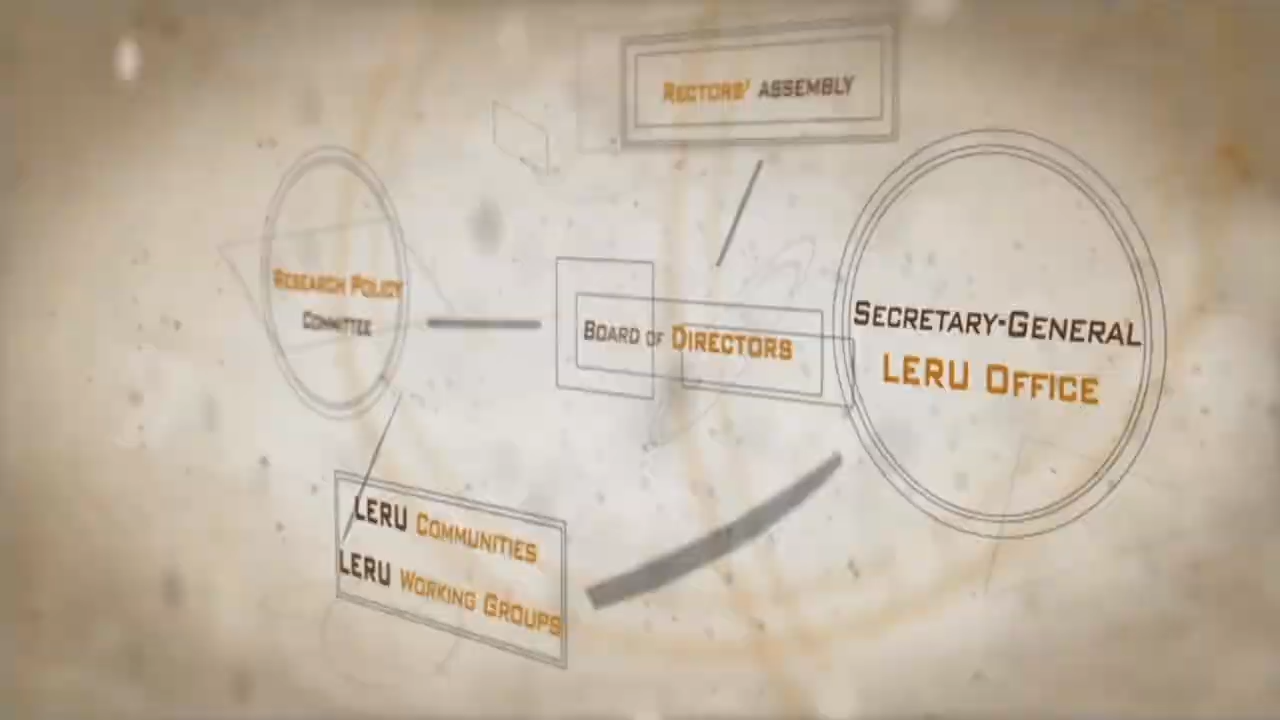 Rectors' assembly
Research Policy
Committee
Board of Directors
Secretary-General
LERU Office
LERU Communities
LERU Working Groups